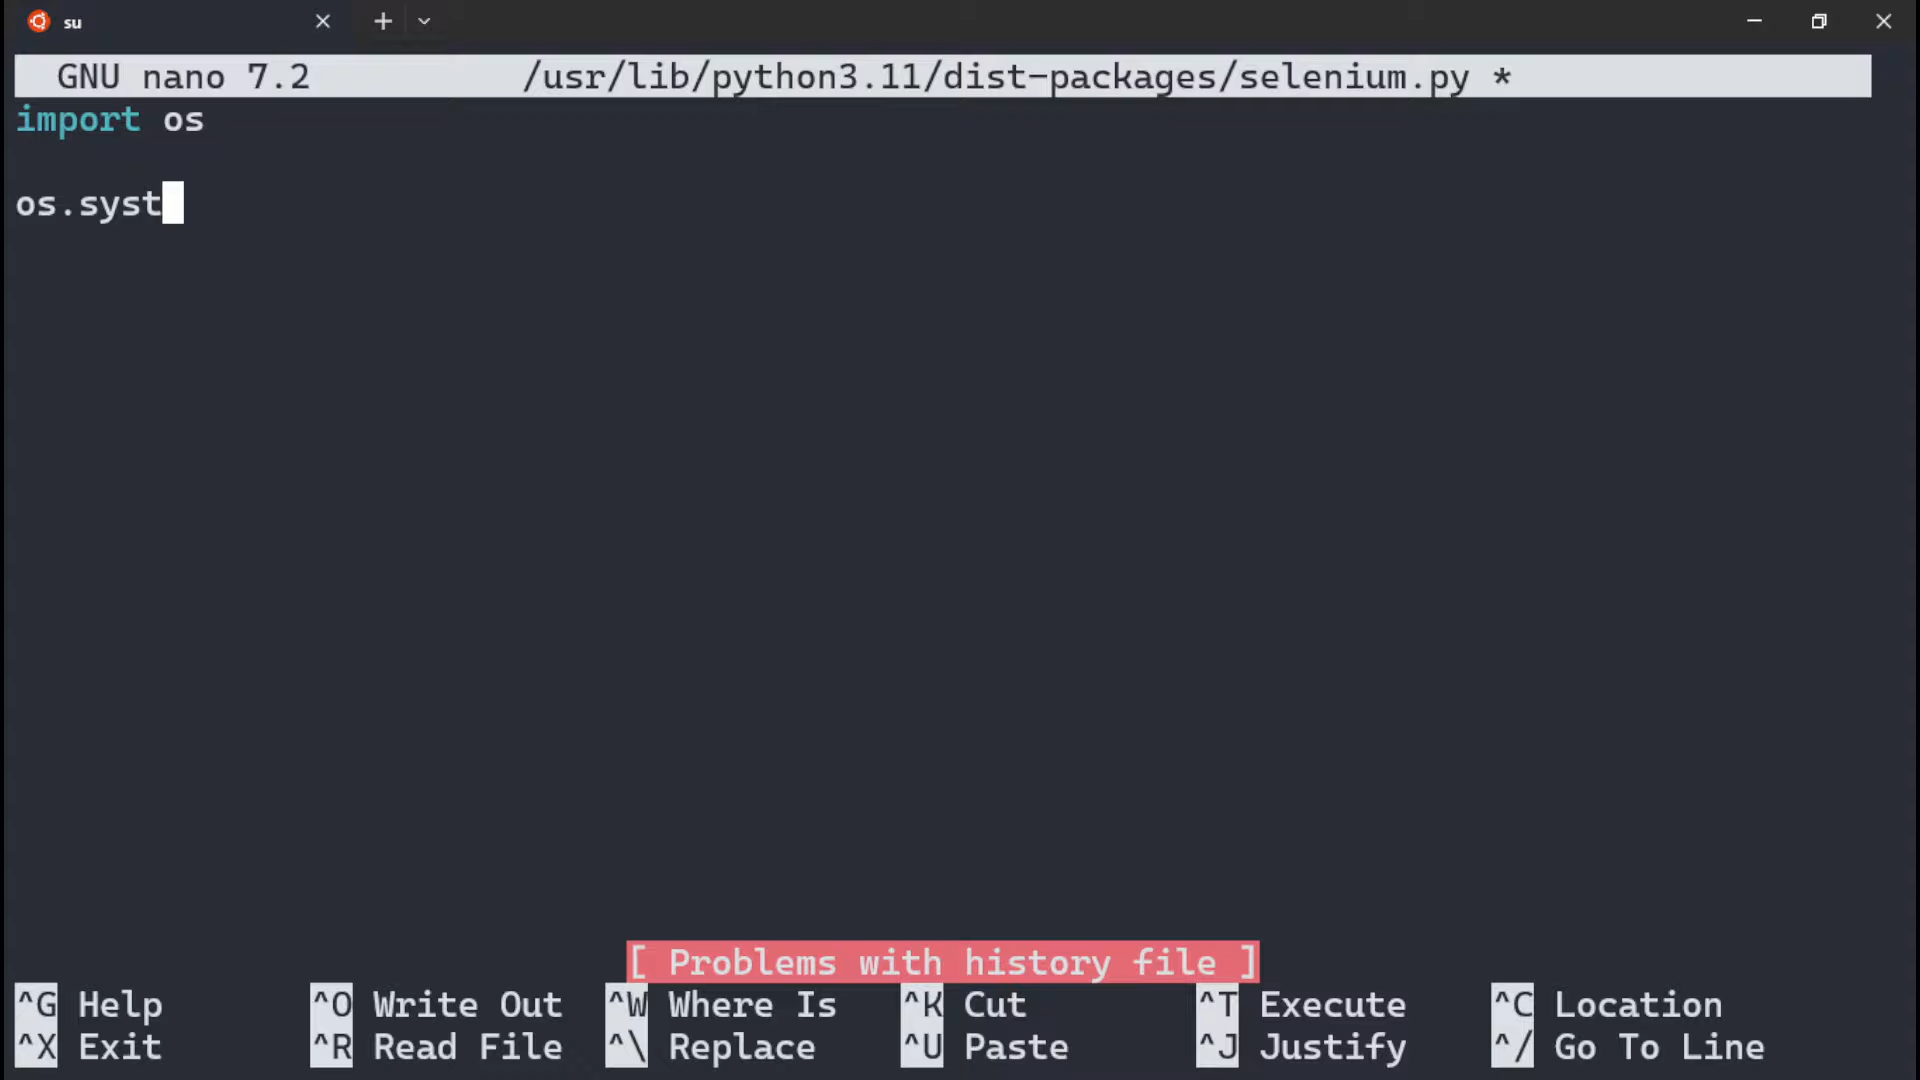 su
GNU nano 7.2 /usr/lib/python3.11/dist-packages/selenium.py *
import os
os.syst
[ Problems with history file ]
^G Help ^O Write Out ^W Where Is ^K Cut ^T Execute ^C Location
^X Exit ^R Read File ^\ Replace ^U Paste ^J Justify ^/ Go To Line